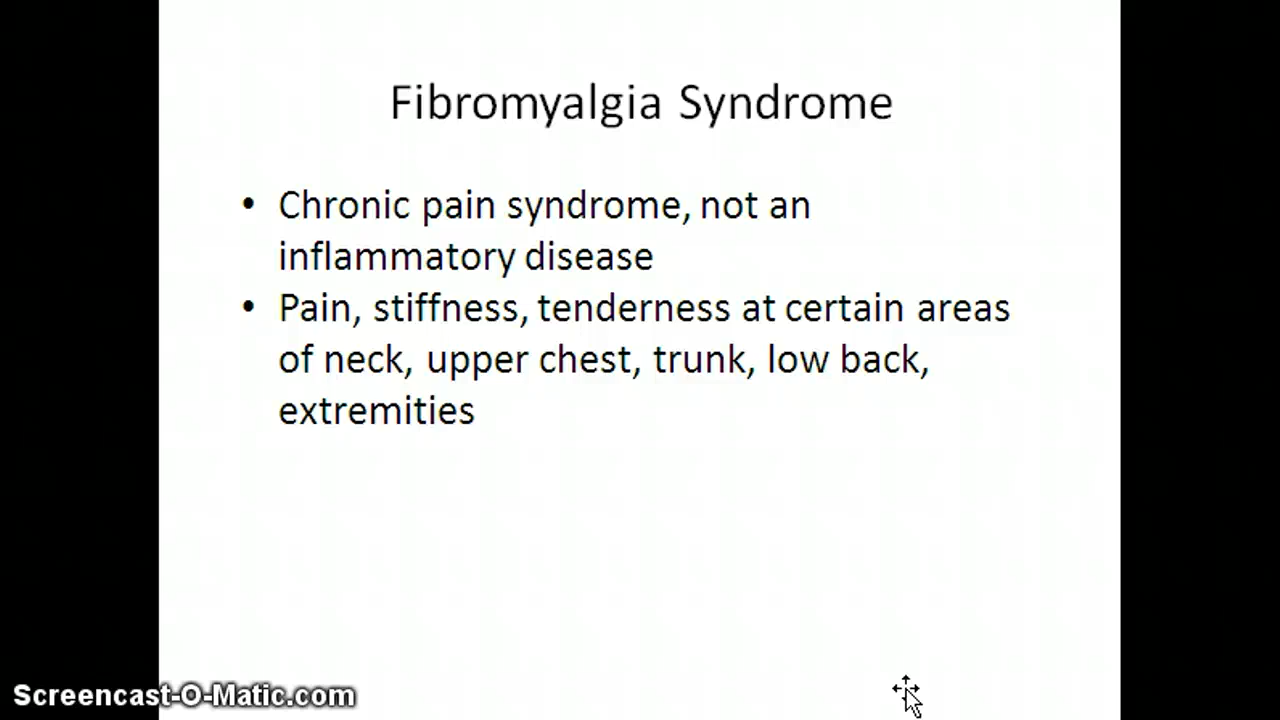 Fibromyalgia Syndrome
• Chronic pain syndrome, not an
inflammatory disease
• Pain, stiffness, tenderness at certain areas
of neck, upper chest, trunk, low back,
extremities
Screencast-O-Matic.com